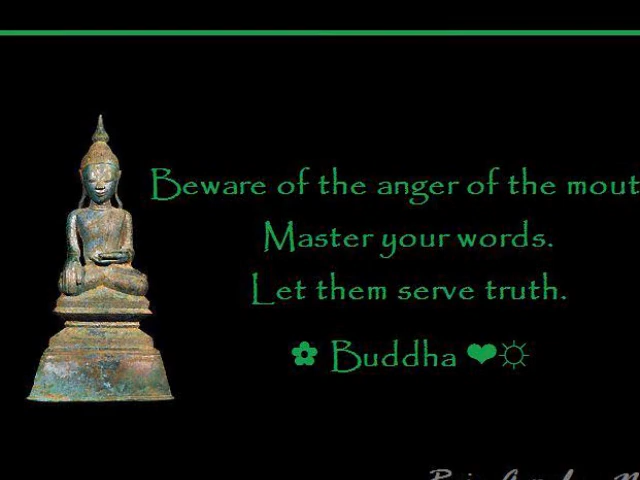 Beware of the anger of the mout
Master your words.
Let them serve truth.
✿ Buddha ❤☼